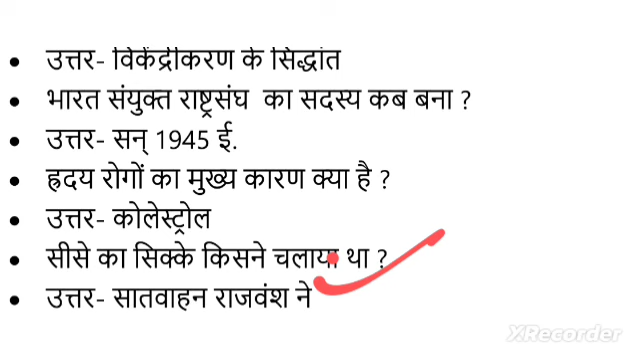 • उत्तर- विकेंद्रीकरण के सिद्धांत
• भारत संयुक्त राष्ट्रसंघ का सदस्य कब बना ?
• उत्तर- सन् 1945 ई.
• ह्रदय रोगों का मुख्य कारण क्या है ?
• उत्तर- कोलेस्ट्रोल
• सीसे का सिक्के किसने चलाया था ?
• उत्तर- सातवाहन राजवंश ने
XRecorder